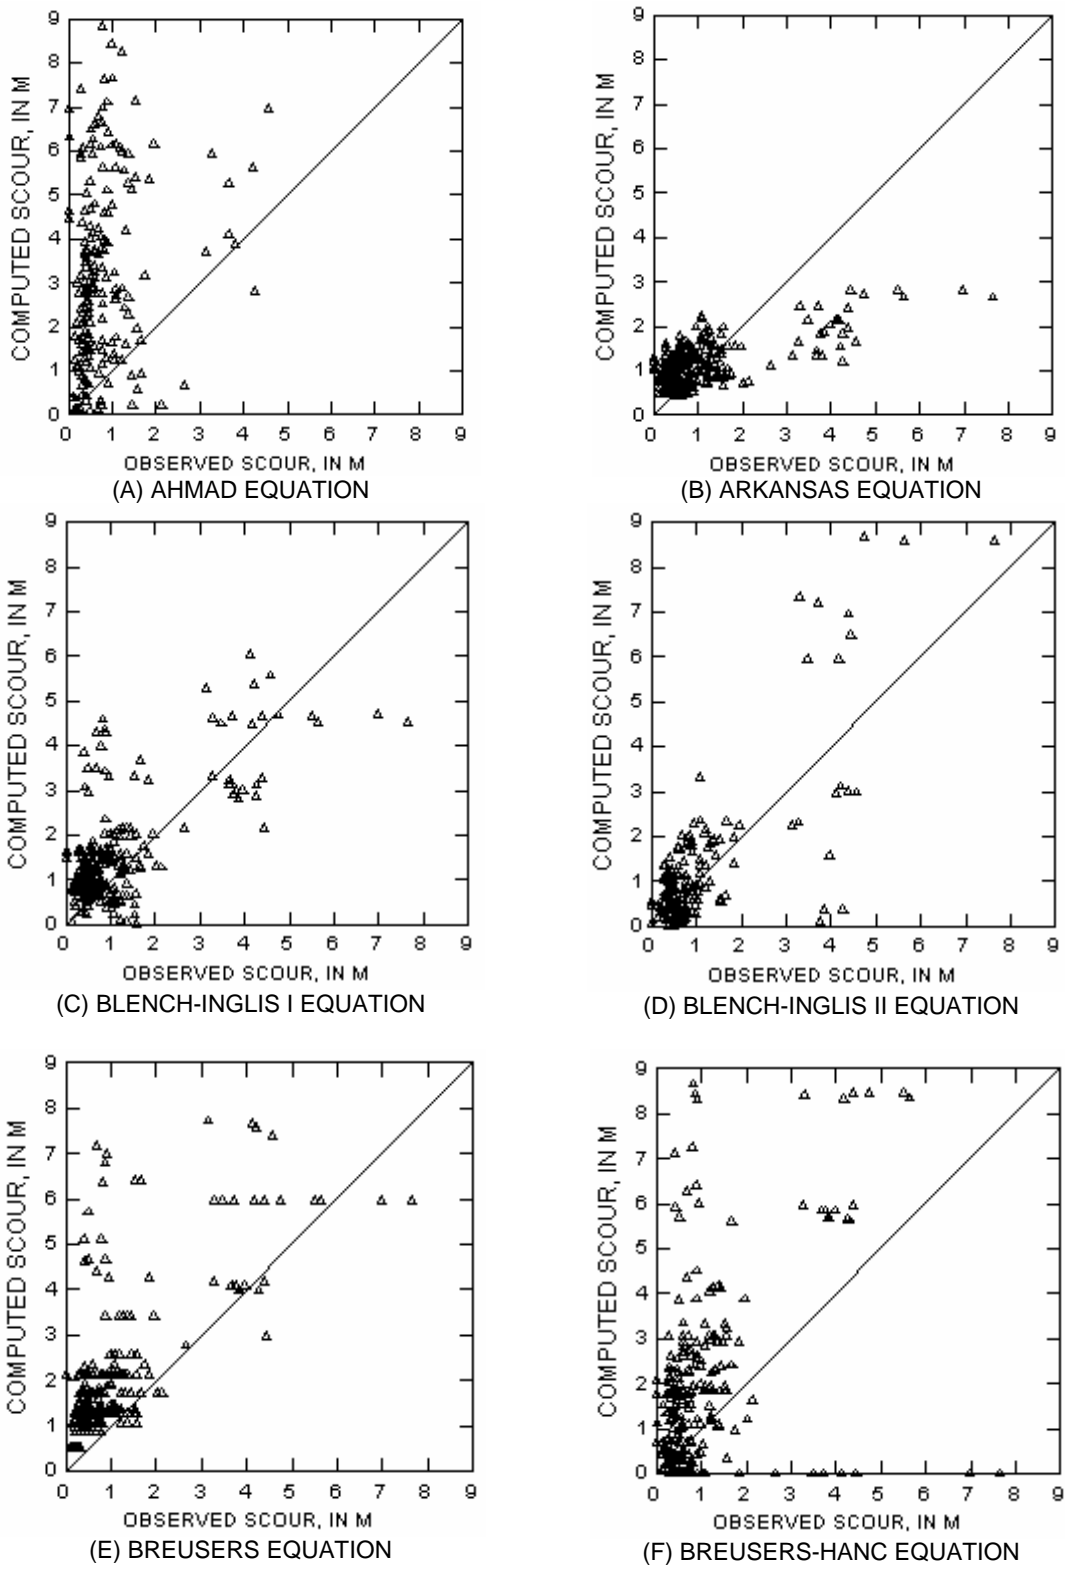 COMPUTED SCOUR, IN M
9
8
7
6
5
4
3
2
1
0
0 1 2 3 4 5 6 7 8 9
OBSERVED SCOUR, IN M
(A) AHMAD EQUATION
COMPUTED SCOUR, IN M
9
8
7
6
5
4
3
2
1
0
0 1 2 3 4 5 6 7 8 9
OBSERVED SCOUR, IN M
(B) ARKANSAS EQUATION
COMPUTED SCOUR, IN M
9
8
7
6
5
4
3
2
1
0
0 1 2 3 4 5 6 7 8 9
OBSERVED SCOUR, IN M
(C) BLENCH-INGLIS I EQUATION
COMPUTED SCOUR, IN M
9
8
7
6
5
4
3
2
1
0
0 1 2 3 4 5 6 7 8 9
OBSERVED SCOUR, IN M
(D) BLENCH-INGLIS II EQUATION
COMPUTED SCOUR, IN M
9
8
7
6
5
4
3
2
1
0
0 1 2 3 4 5 6 7 8 9
OBSERVED SCOUR, IN M
(E) BREUSERS EQUATION
COMPUTED SCOUR, IN M
9
8
7
6
5
4
3
2
1
0
0 1 2 3 4 5 6 7 8 9
OBSERVED SCOUR, IN M
(F) BREUSERS-HANC EQUATION